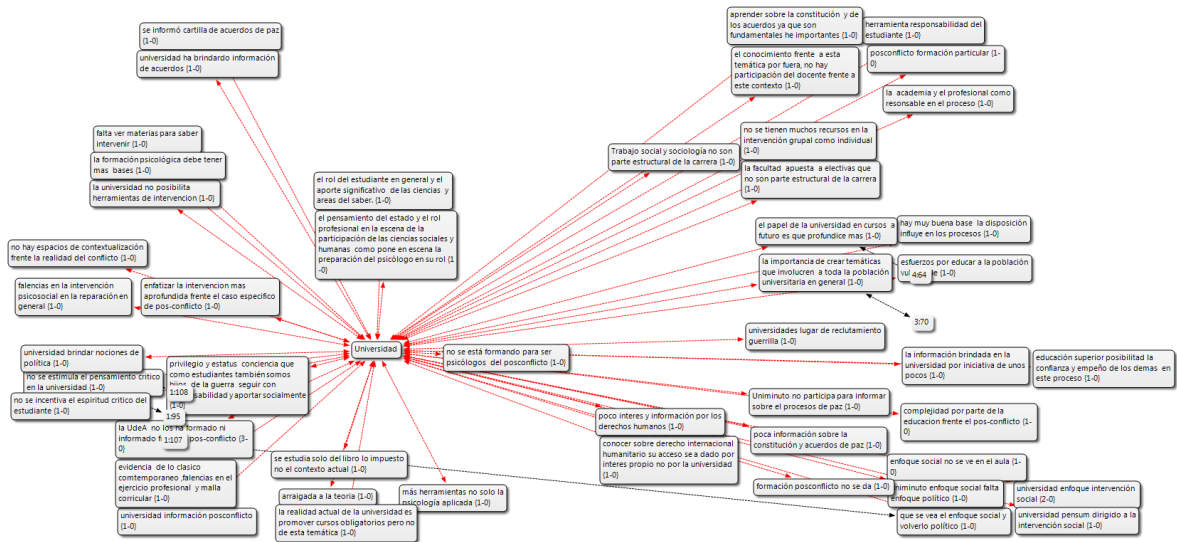 se informó cartilla de acuerdos de paz
{1-0}
universidad ha brindardo información
de acuerdos {1-0}
aprender sobre la constitución y de
los acuerdos ya que son
fundamentales he importantes {1-0}
herramienta responsabilidad del
estudiante {1-0}
el conocimiento frente a esta
temática por fuera, no hay
participación del docente frente a
este contexto {1-0}
posconflicto formación particular {1-
0}
la academia y el profesional como
resonsable en el proceso {1-0}
falta ver materias para saber
intervenir {1-0}
la formación psicológica debe tener
mas bases {1-0}
la universidad no posibilita
herramientas de intervencion {1-0}
no se tienen muchos recursos en la
intervención grupal como individual
{1-0}
Trabajo social y sociología no son
parte estructural de la carrera {1-0}
la facultad apuesta a electivas que
no son parte estructural de la carrera
{1-0}
el rol del estudiante en general y el
aporte significativo de las ciencias y
areas del saber. {1-0}
el pensamiento del estado y el rol
profesional en la escena de la
participación de las ciencias sociales y
humanas como pone en escena la
preparación del psicólogo en su rol {1
-0}
el papel de la universidad en cursos a
futuro es que profundice mas {1-0}
hay muy buena base la disposición
influye en los procesos {1-0}
la importancia de crear temáticas
que involucren a toda la población
universitaria en general {1-0}
esfuerzos por educar a la población
4:64
3:70
no hay espacios de contextualización
frente la realidad del conflicto {1-0}
falencias en la intervención
psicosocial en la reparación en
general {1-0}
enfatizar la intervencion mas
aprofundida frente el caso especifico
de pos-conflicto {1-0}
Universidad
universidades lugar de reclutamiento
guerrilla {1-0}
no se está formando para ser
psicólogos del posconflicto {1-0}
la información brindada en la
universidad por iniciativa de unos
pocos {1-0}
educación superior posibilitad la
confianza y empeño de los demas en
este proceso {1-0}
universidad brindar nociones de
política {1-0}
no se estimula el pensamiento critico
en la universidad {1-0}
no se incentiva el espiritud critico del
estudiante {1-0}
privilegio y estatus conciencia que
como estudiantes también somos
hijos de la guerra seguir con
1:108
1:95
1:107
la UdeA no los ha formado ni
evidencia de lo clasico
comtemporaneo ,falencias en el
ejercicio profesional y malla
corricular {1-0}
universidad información posconflicto
{1-0}
se estudia solo del libro lo impuesto
no el contexto actual {1-0}
arraigada a la teoria {1-0}
la realidad actual de la universidad es
promover cursos obligatorios pero no
de esta temática {1-0}
más herramientas no solo la
psicología aplicada {1-0}
Uniminuto no participa para informar
sobre el procesos de paz {1-0}
poco interes y información por los
derechos humanos {1-0}
poca información sobre la
constitución y acuerdos de paz {1-0}
conocer sobre derecho internacional
humanitario su acceso se a dado por
interes propio no por la universidad
{1-0}
complejidad por parte de la
educacion frente el pos-conflicto {1-
0}
enfoque social no se ve en el aula {1-
0}
formación posconflicto no se da {1-0}
uniminuto enfoque social falta
enfoque político {1-0}
que se vea el enfoque social y
volverlo político {1-0}
universidad enfoque intervención
social {2-0}
universidad pensum dirigido a la
intervención social {1-0}